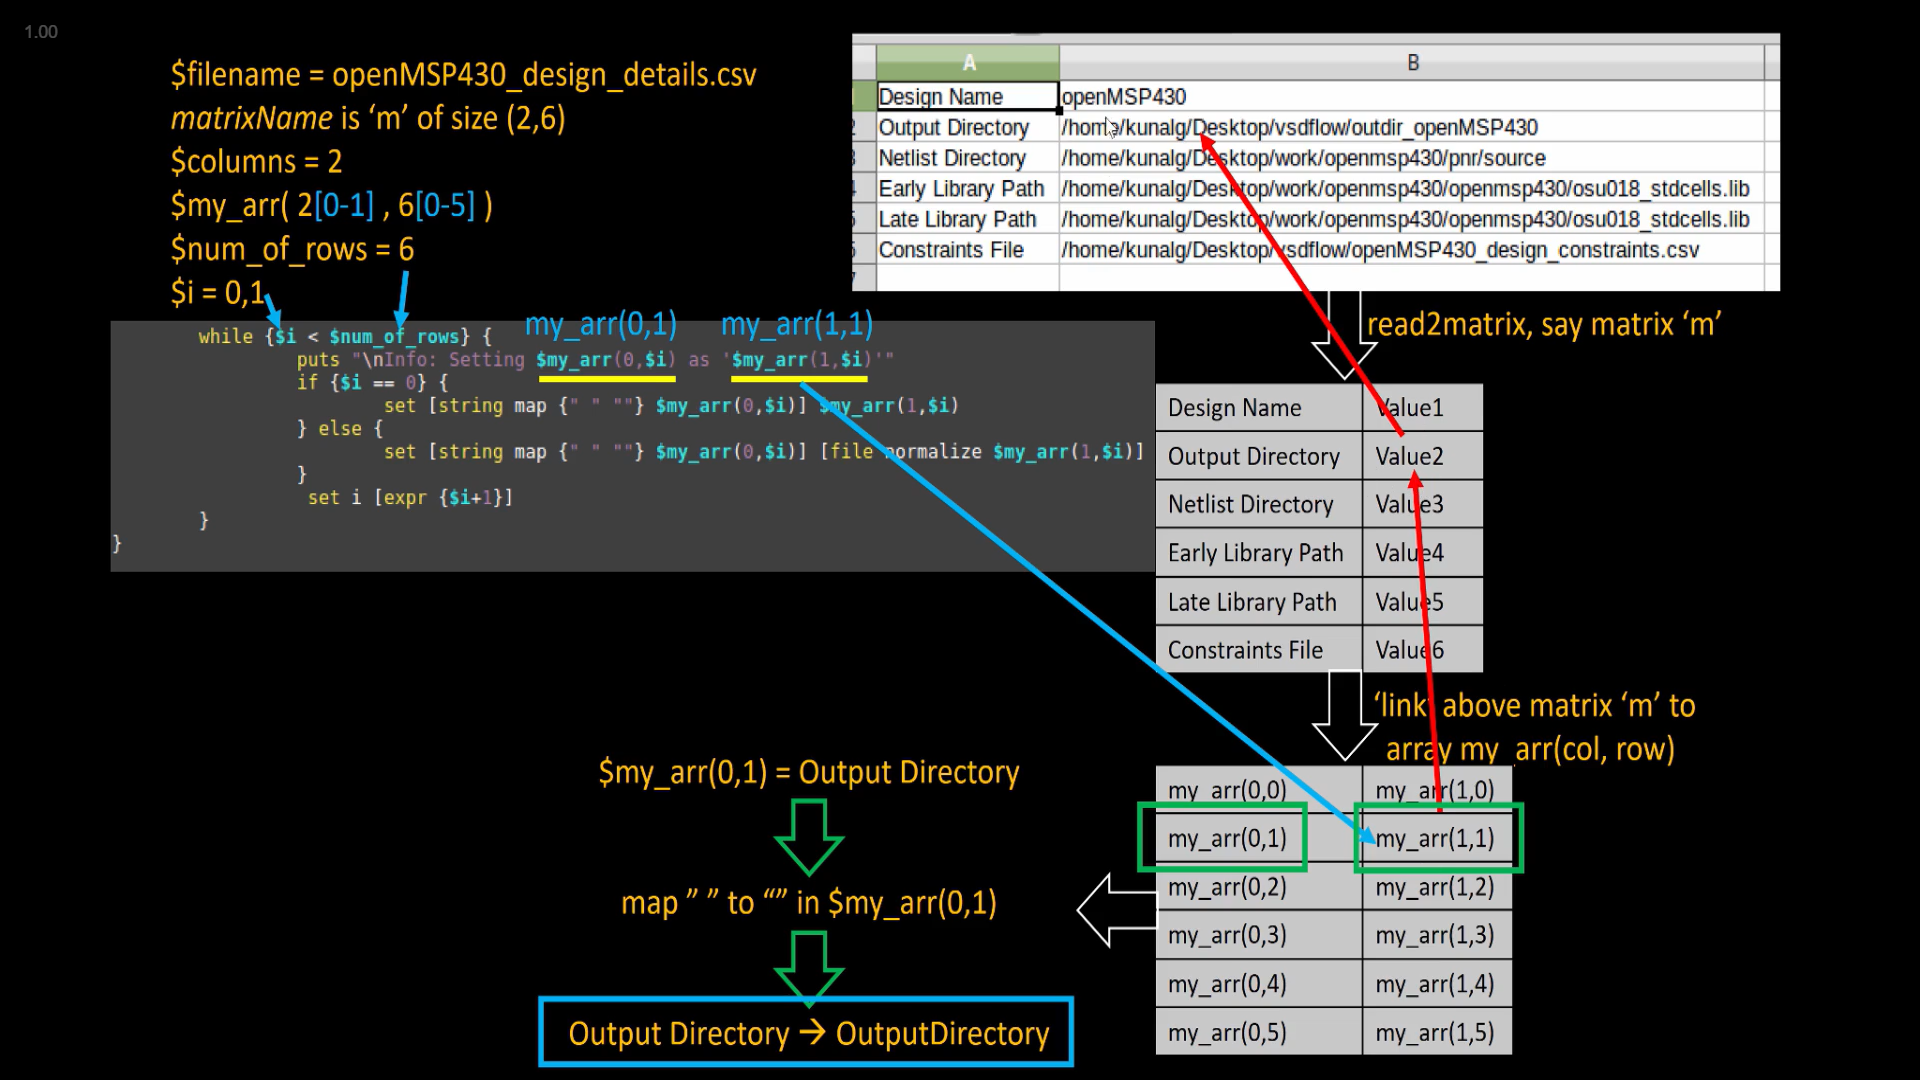 1.00
$filename = openMSP430_design_details.csv
matrixName is ‘m’ of size (2,6)
$columns = 2
$my_arr( 2[0-1] , 6[0-5] )
$num_of_rows = 6
$i = 0,1
A B
Design Name openMSP430
2 Output Directory /home/kunalg/Desktop/vsdflow/outdir_openMSP430
3 Netlist Directory /home/kunalg/Desktop/work/openmsp430/pnr/source
4 Early Library Path /home/kunalg/Desktop/work/openmsp430/openmsp430/osu018_stdcells.lib
5 Late Library Path /home/kunalg/Desktop/work/openmsp430/openmsp430/osu018_stdcells.lib
Constraints File /home/kunalg/Desktop/vsdflow/openMSP430_design_constraints.csv
my_arr(0,1) my_arr(1,1)
while {$i < $num_of_rows} {
puts "\nInfo: Setting $my_arr(0,$i) as '$my_arr(1,$i)'"
if {$i == 0} {
set [string map {" " ""} $my_arr(0,$i)] $my_arr(1,$i)
} else {
set [string map {" " ""} $my_arr(0,$i)] [file normalize $my_arr(1,$i)]
}
set i [expr {$i+1}]
}
}
read2matrix, say matrix ‘m’
Design Name Value1
Output Directory Value2
Netlist Directory Value3
Early Library Path Value4
Late Library Path Value5
Constraints File Value6
‘link’ above matrix ‘m’ to
array my_arr(col, row)
my_arr(0,0) my_arr(1,0)
my_arr(0,1) my_arr(1,1)
my_arr(0,2) my_arr(1,2)
my_arr(0,3) my_arr(1,3)
my_arr(0,4) my_arr(1,4)
my_arr(0,5) my_arr(1,5)
$my_arr(0,1) = Output Directory
map ” ” to “” in $my_arr(0,1)
Output Directory → OutputDirectory